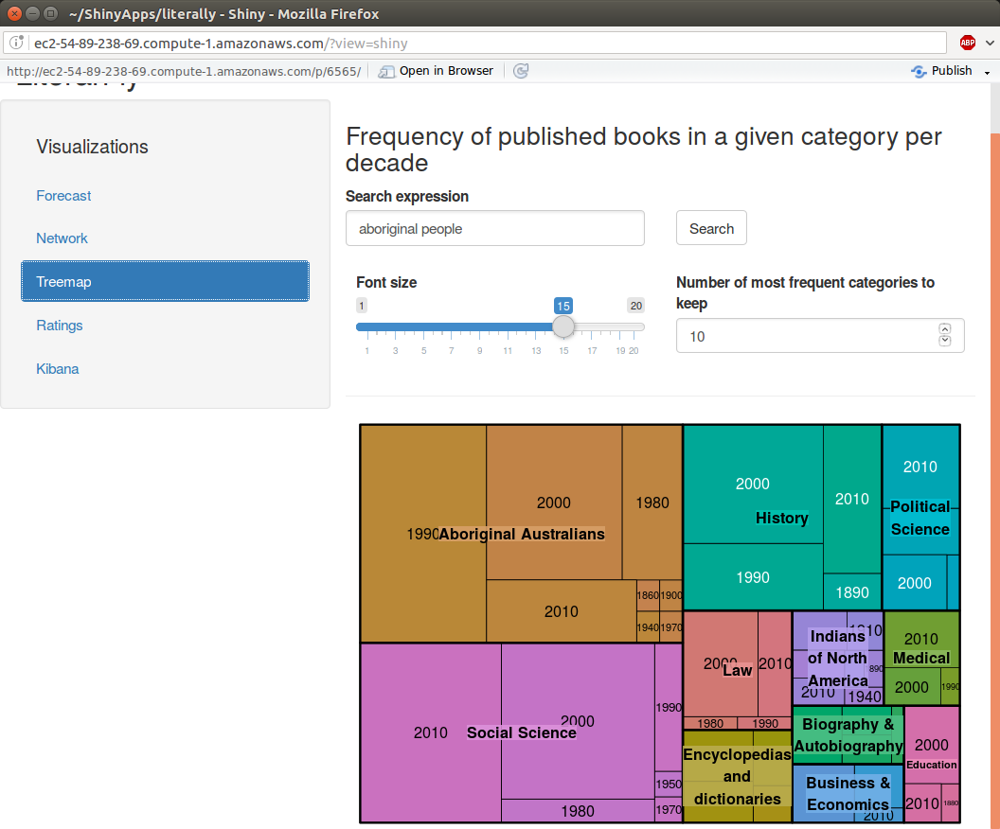 ~/ShinyApps/literally - Shiny - Mozilla Firefox
ec2-54-89-238-69.compute-1.amazonaws.com/?view=shiny
ABP
http://ec2-54-89-238-69.compute-1.amazonaws.com/p/6565/
Open in Browser
Publish
Visualizations
Forecast
Network
Treemap
Ratings
Kibana
Frequency of published books in a given category per
decade
Search expression
aboriginal people
Search
Font size
1
15
20
1 3 5 7 9 11 13 15 17 19 20
Number of most frequent categories to
keep
10
1990
2000
1980
Aboriginal Australians
2010
1860
1900
1940
1970
2010
2000
1990
Social Science
1950
1980
1970
2000
2010
History
1990
1890
2010
Political
Science
2000
2000
2010
Law
1980
1990
Indians
of North
America
2010
1940
2010
Medical
2000
1990
Encyclopedias
and
dictionaries
Biography &
Autobiography
Business &
Economics
2010
2000
Education
2010
1880